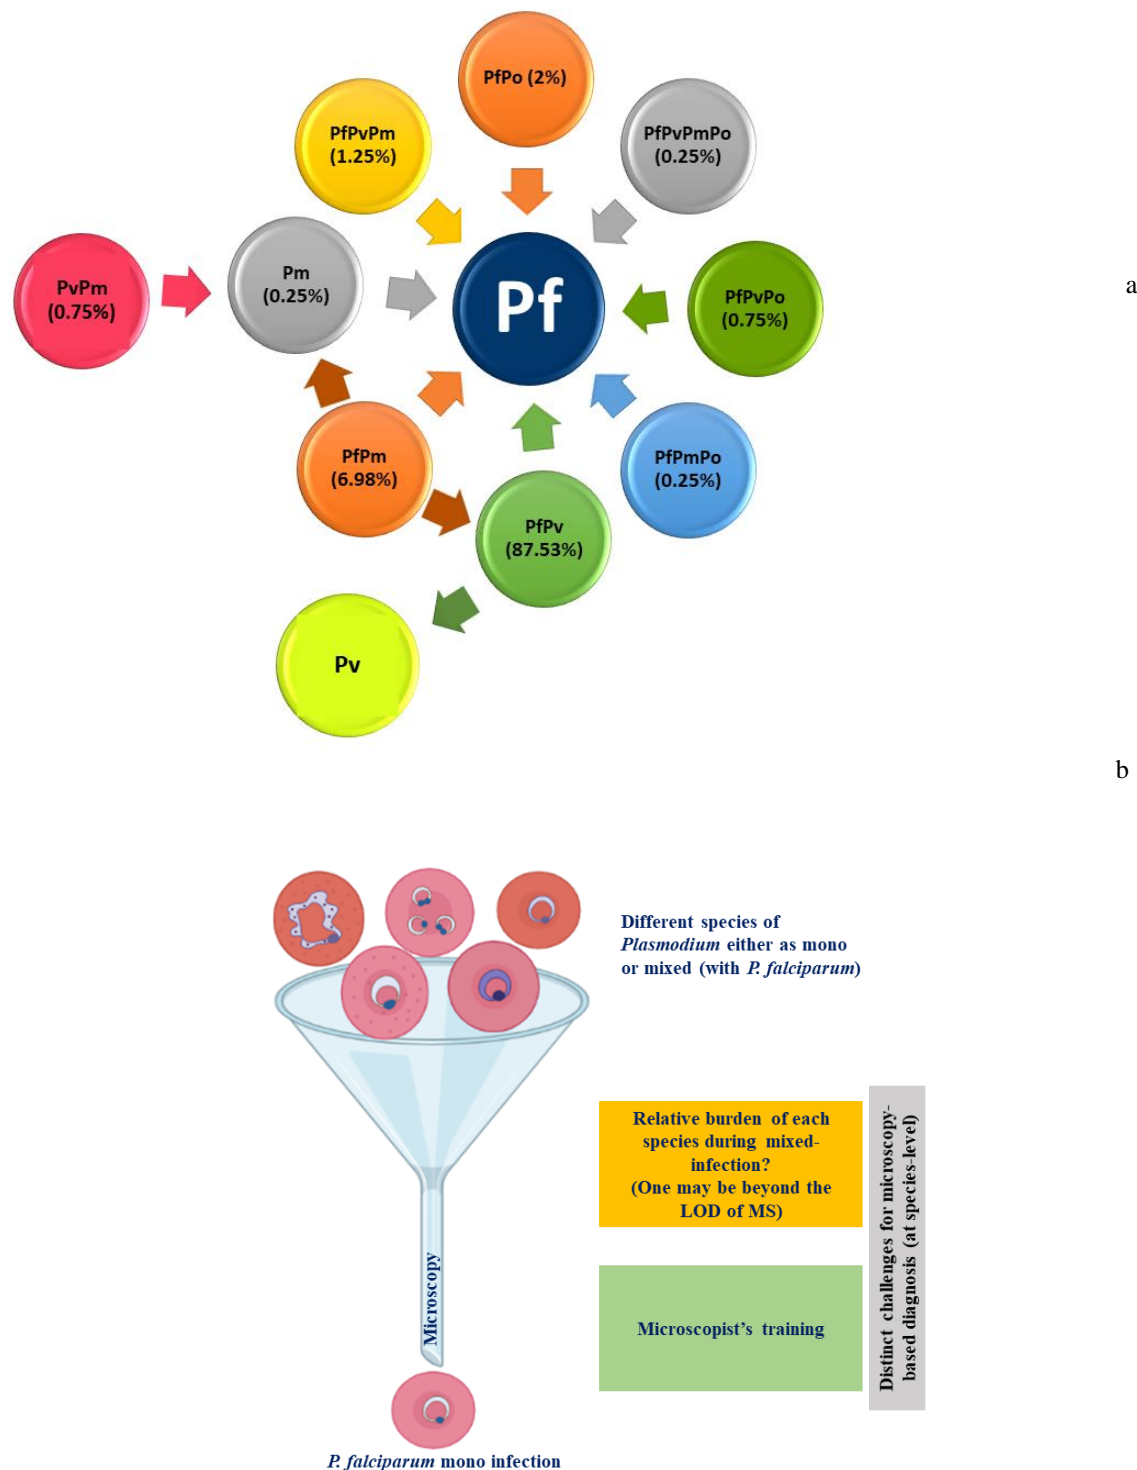 PfPo (2%)
PfPvPm
(1.25%)
PfPvPmPo
(0.25%)
PvPm
(0.75%)
Pm
(0.25%)
Pf
PfPvPo
(0.75%)
a
PfPm
(6.98%)
PfPv
(87.53%)
PfPmPo
(0.25%)
Pv
b
Different species of
Plasmodium either as mono
or mixed (with P. falciparum)
Relative burden of each
species during mixed-
infection?
(One may be beyond the
LOD of MS)
Microscopist's training
Distinct challenges for microscopy-
based diagnosis (at species-level)
Microscopy
P. falciparum mono infection